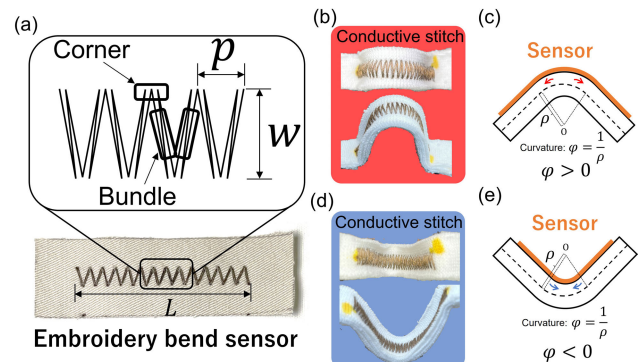 (a)
Corner
p
w
Bundle
L
Embroidery bend sensor
(b)
Conductive stitch
(c)
Sensor
ρ
o
Curvature: φ = 1/ρ
φ > 0
(d)
Conductive stitch
(e)
Sensor
ρ
o
Curvature: φ = 1/ρ
φ < 0